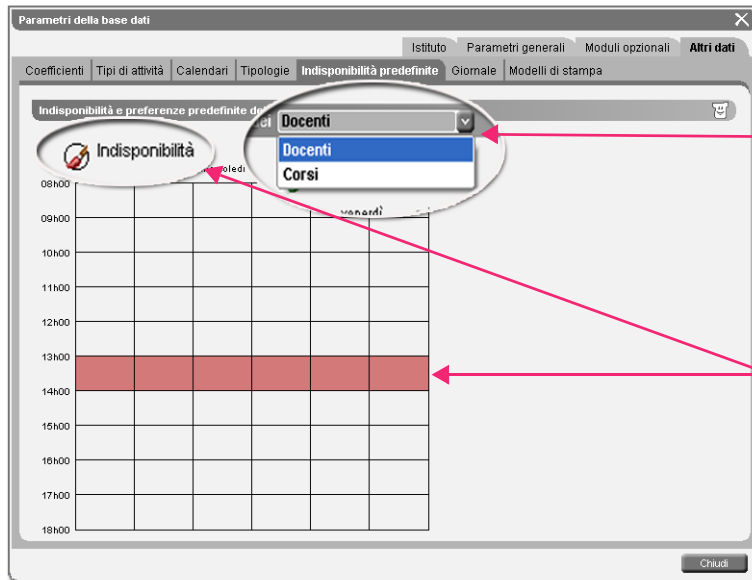 Parametri della base dati
Istituto Parametri generali Moduli opzionali Altri dati
Coefficienti Tipi di attività Calendari Tipologie Indisponibilità predefinite Giornale Modelli di stampa
Indisponibilità e preferenze predefinite dei Docenti
Docenti
Corsi
Indisponibilità
venerdì
08h00
09h00
10h00
11h00
12h00
13h00
14h00
15h00
16h00
17h00
18h00
Chiudi